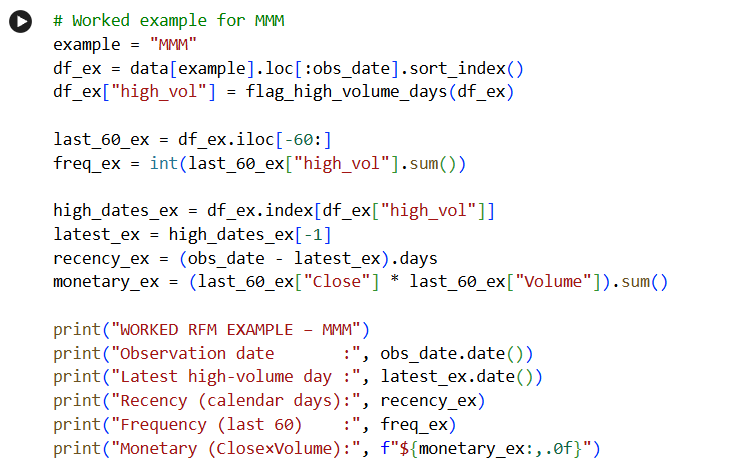 # Worked example for MMM
example = "MMM"
df_ex = data[example].loc[:obs_date].sort_index()
df_ex["high_vol"] = flag_high_volume_days(df_ex)

last_60_ex = df_ex.iloc[-60:]
freq_ex = int(last_60_ex["high_vol"].sum())

high_dates_ex = df_ex.index[df_ex["high_vol"]]
latest_ex = high_dates_ex[-1]
recency_ex = (obs_date - latest_ex).days
monetary_ex = (last_60_ex["Close"] * last_60_ex["Volume"]).sum()

print("WORKED RFM EXAMPLE – MMM")
print("Observation date       :", obs_date.date())
print("Latest high-volume day :", latest_ex.date())
print("Recency (calendar days):", recency_ex)
print("Frequency (last 60)    :", freq_ex)
print("Monetary (Close×Volume):", f"${monetary_ex:,.0f}")